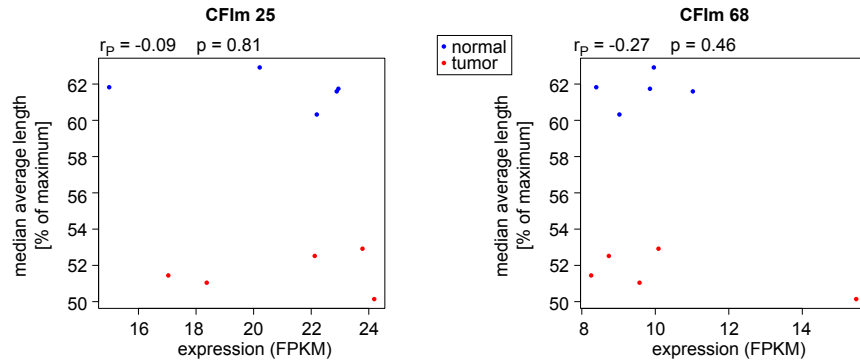 CFIm 25
r_P = -0.09 p = 0.81
median average length
[% of maximum]
62
60
58
56
54
52
50
16 18 20 22 24
expression (FPKM)
normal
tumor
CFIm 68
r_P = -0.27 p = 0.46
median average length
[% of maximum]
62
60
58
56
54
52
50
8 10 12 14
expression (FPKM)